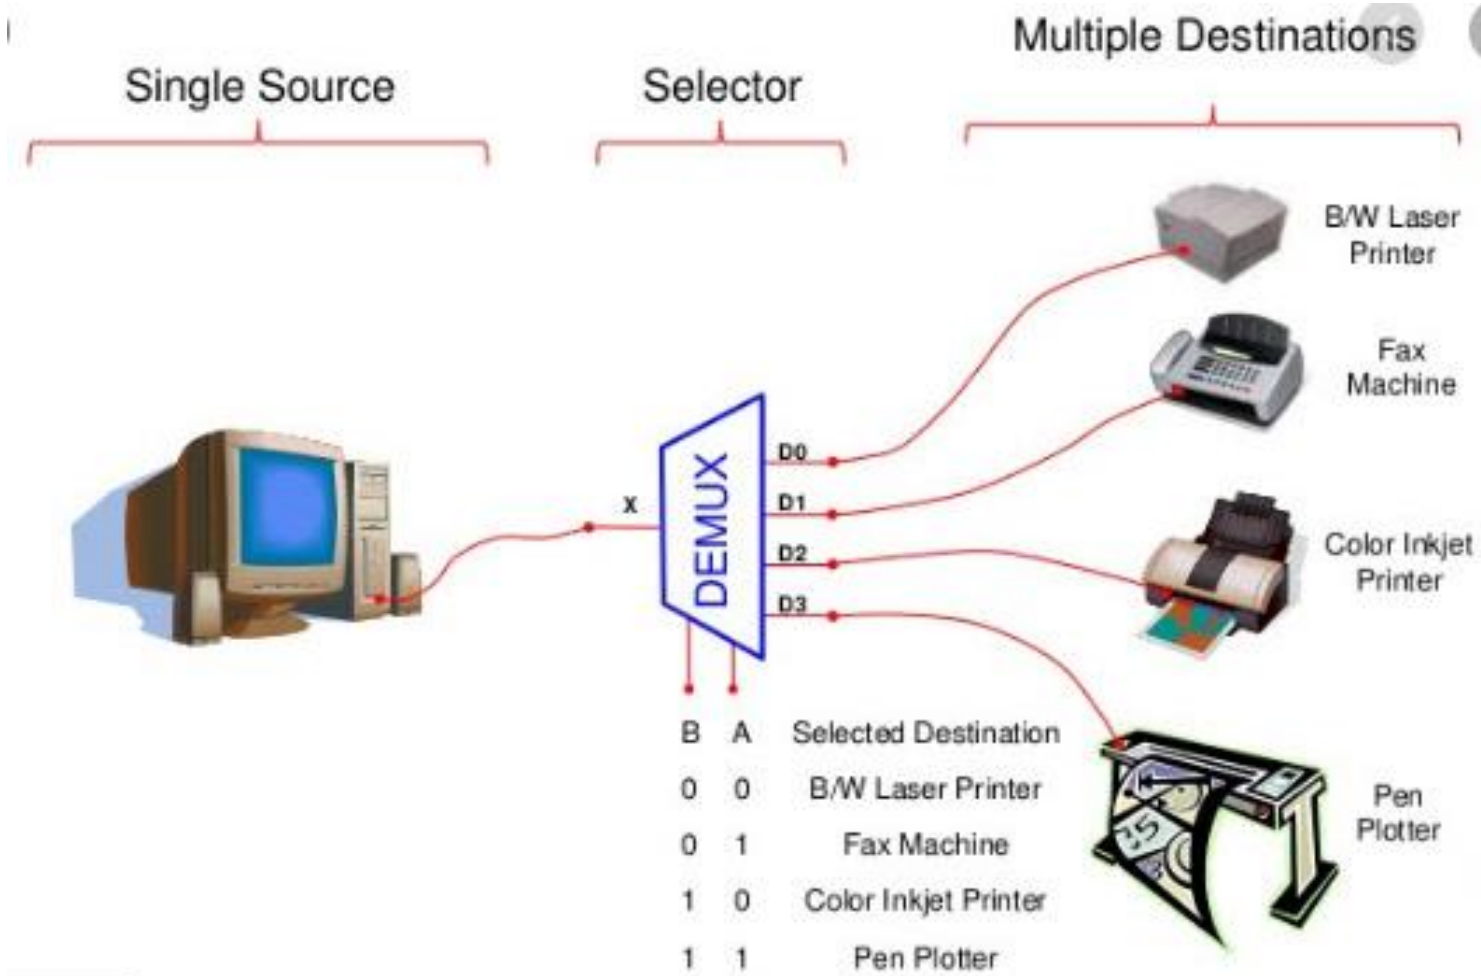 Single Source
Selector
Multiple Destinations
B/W Laser
Printer
Fax
Machine
Color Inkjet
Printer
Pen
Plotter
X
DEMUX
D0
D1
D2
D3
B A Selected Destination
0 0 B/W Laser Printer
0 1 Fax Machine
1 0 Color Inkjet Printer
1 1 Pen Plotter